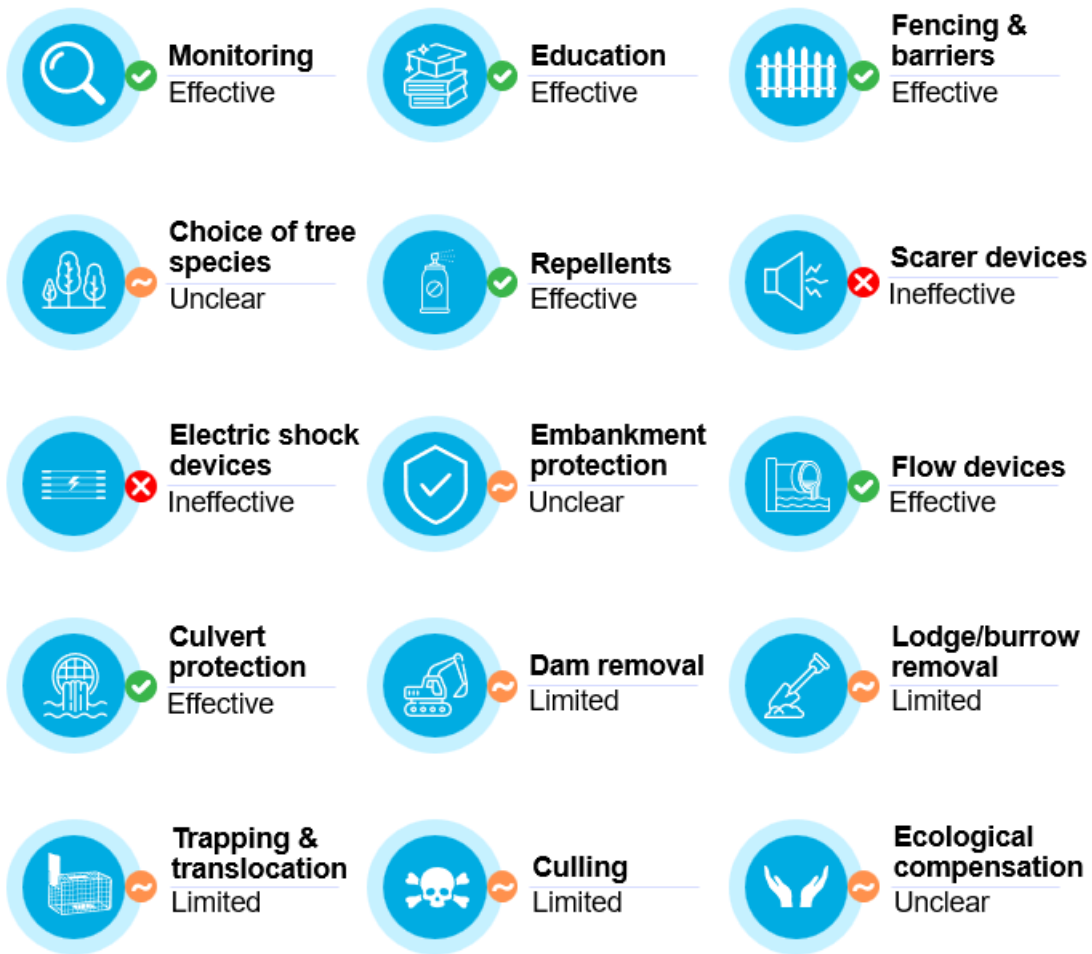 Monitoring
Effective
Education
Effective
Fencing &
barriers
Effective
Choice of tree
species
Unclear
Repellents
Effective
Scarer devices
Ineffective
Electric shock
devices
Ineffective
Embankment
protection
Unclear
Flow devices
Effective
Culvert
protection
Effective
Dam removal
Limited
Lodge/burrow
removal
Limited
Trapping &
translocation
Limited
Culling
Limited
Ecological
compensation
Unclear